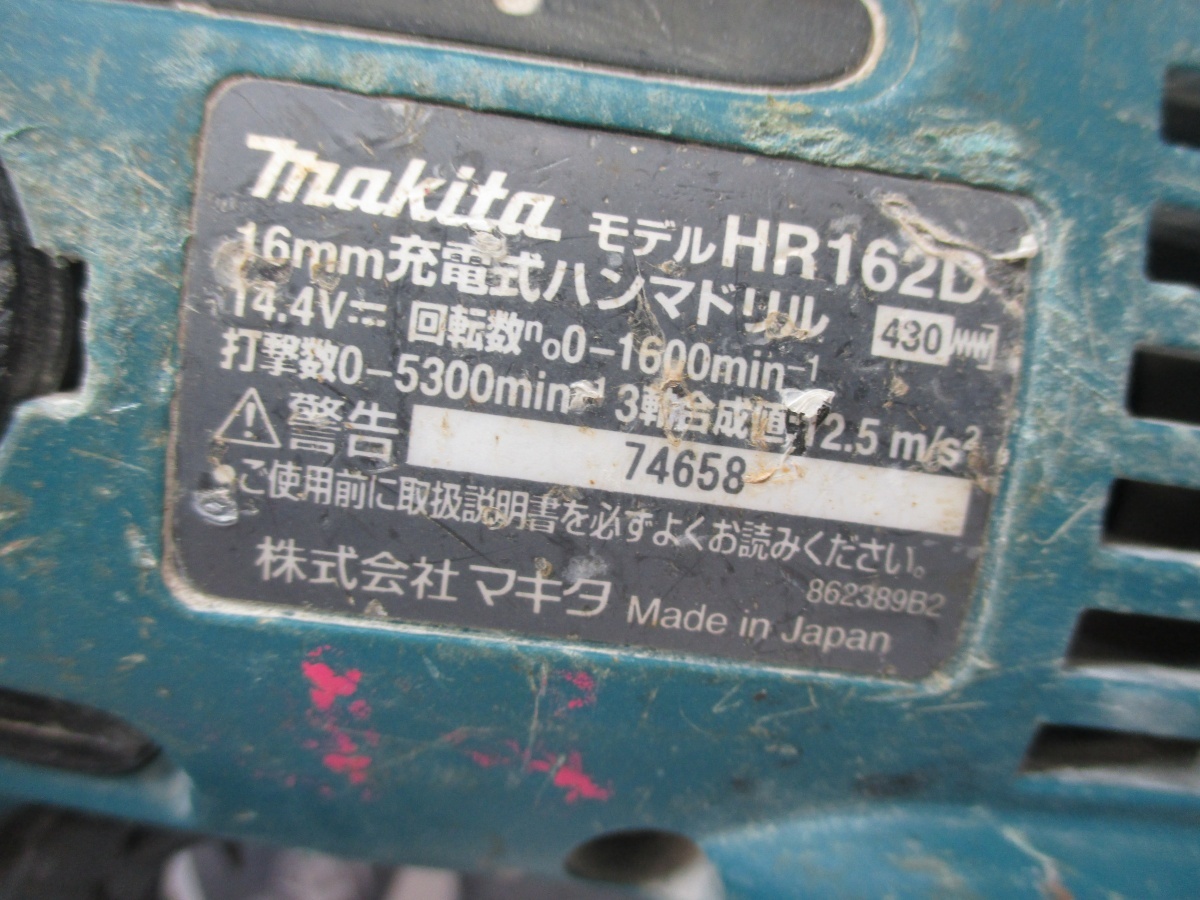 makita モデルHR162D
16mm充電式ハンマドリル 430
14.4V⎓ 回転数n₀0-1600min⁻¹
打撃数0-5300min⁻¹ 3軸合成値12.5 m/s²
⚠警告 74658
●ご使用前に取扱説明書を必ずよくお読みください。
862389B2
株式会社マキタ Made in Japan